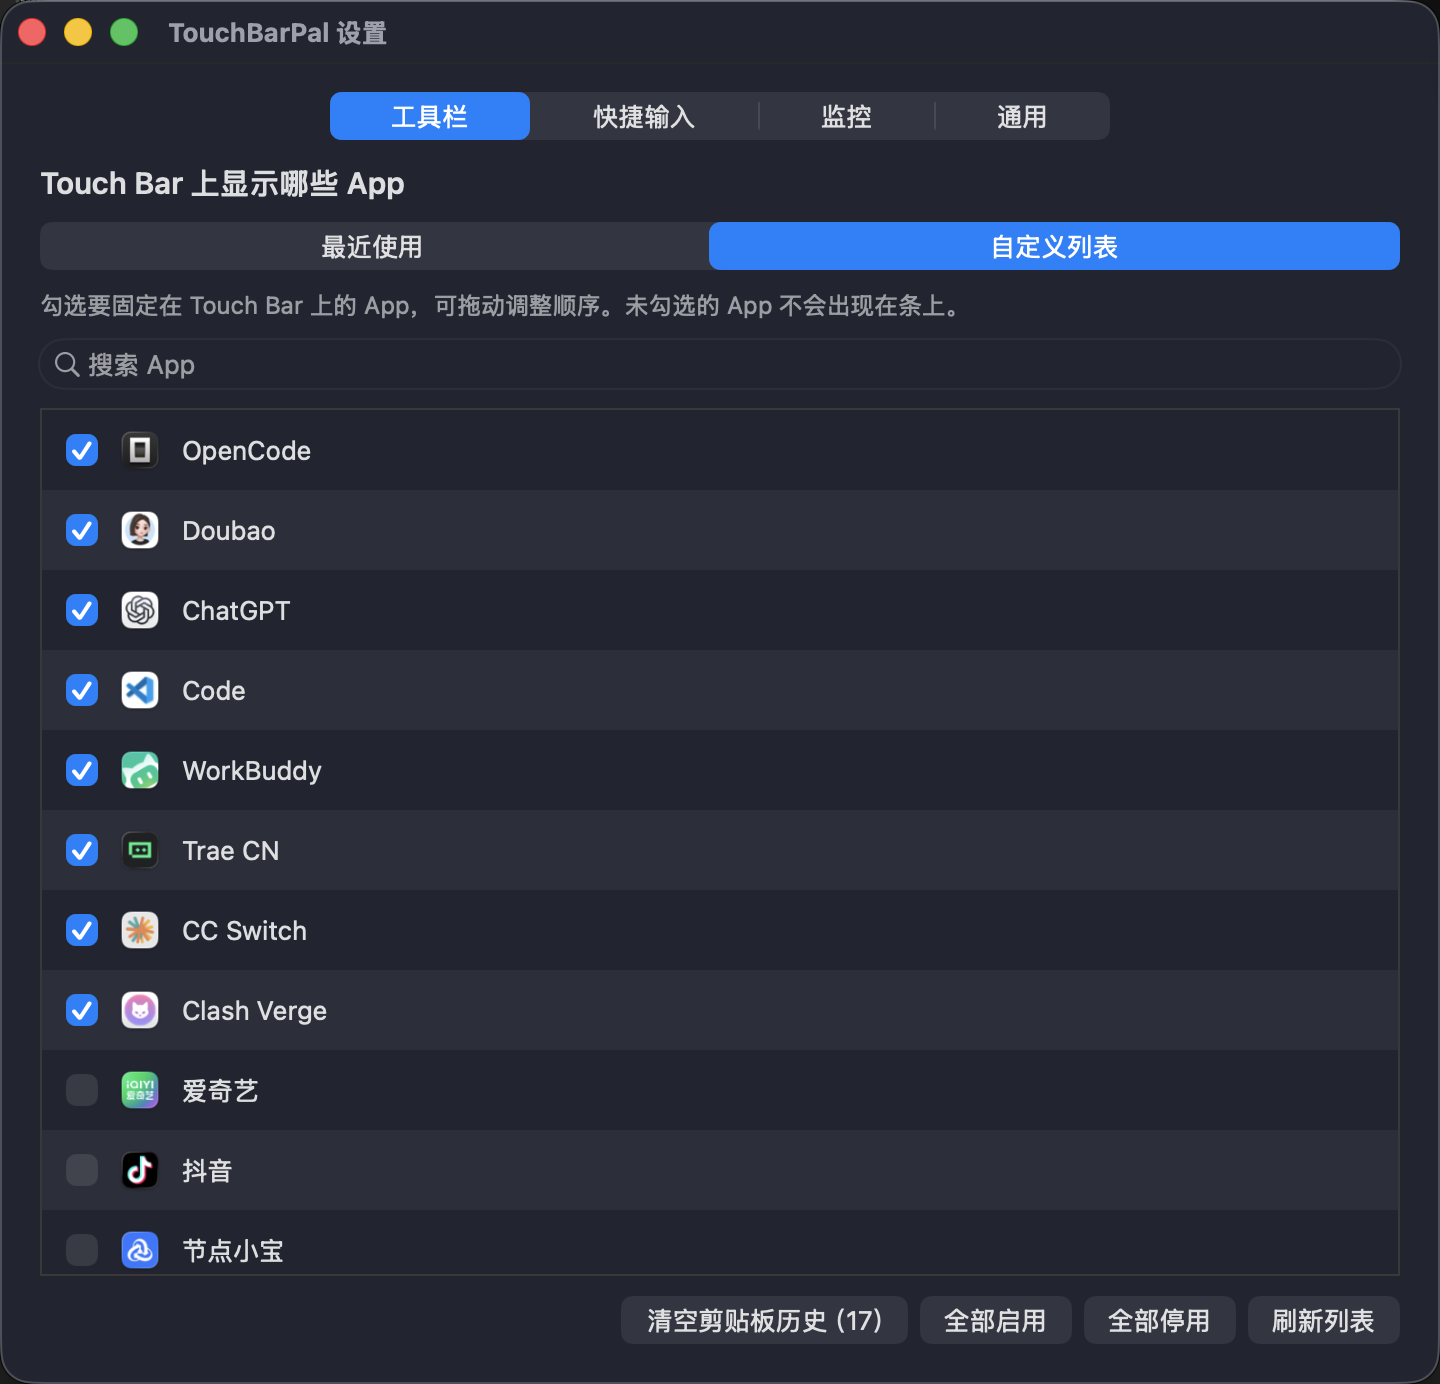 TouchBarPal 设置
工具栏 快捷输入 监控 通用
Touch Bar 上显示哪些 App
最近使用 自定义列表
勾选要固定在 Touch Bar 上的 App，可拖动调整顺序。未勾选的 App 不会出现在条上。
搜索 App
OpenCode
Doubao
ChatGPT
Code
WorkBuddy
Trae CN
CC Switch
Clash Verge
iQIYI
爱奇艺
爱奇艺
抖音
节点小宝
清空剪贴板历史 (17) 全部启用 全部停用 刷新列表